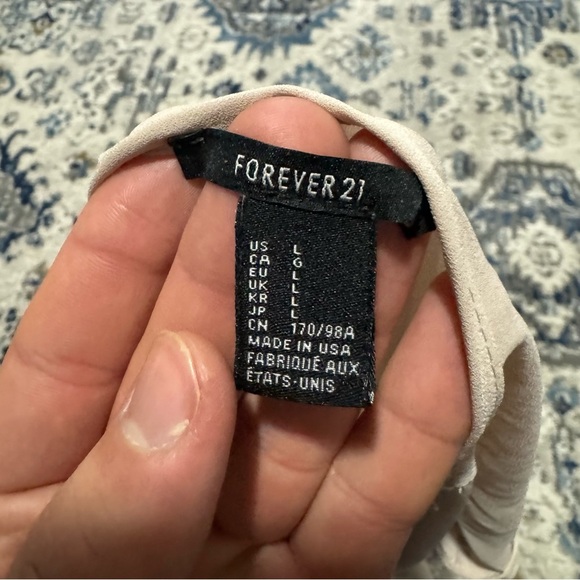 FOREVER 21
US L
CA G
EU L
UK L
KR L
JP L
CN 170/98A
MADE IN USA
FABRIQUÉ AUX
ÉTATS-UNIS